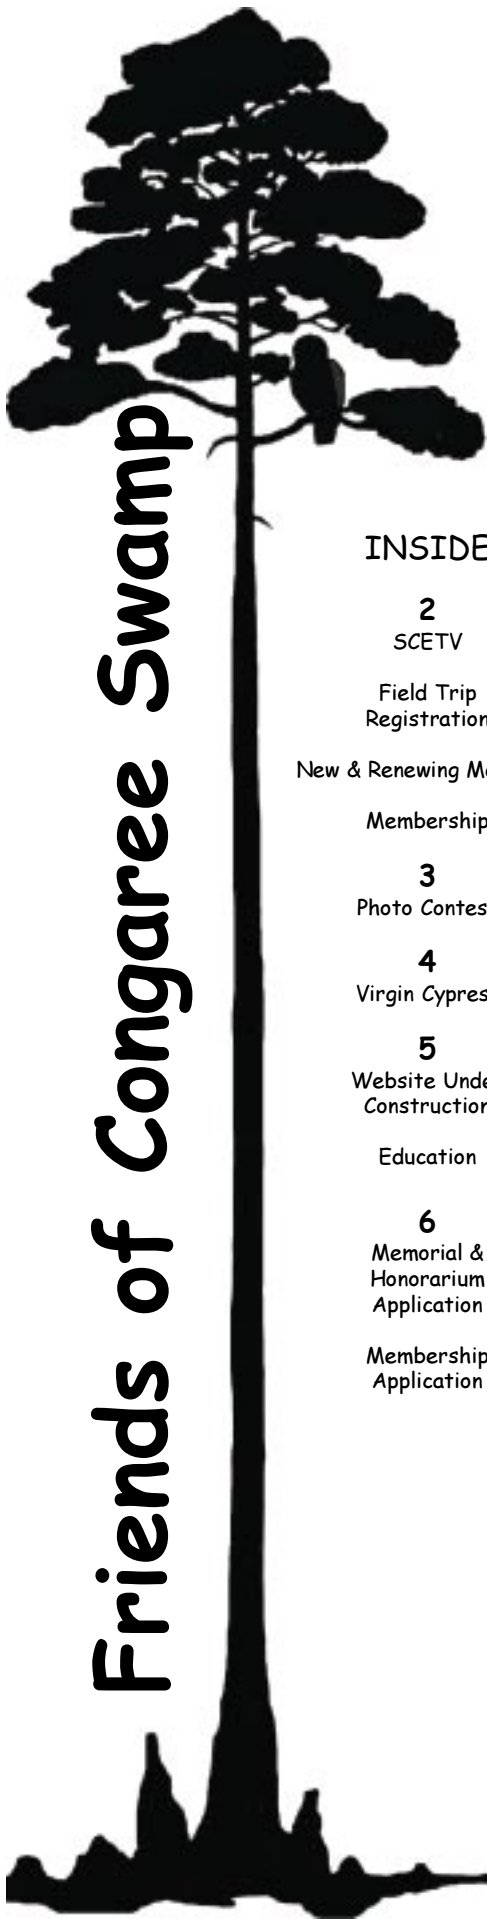 Friends of Congaree Swamp
INSIDE
2
SCETV
Field Trip
Registration
New & Renewing
Membership
3
Photo Contes
4
Virgin Cypres
5
Website Unde
Construction
Education
6
Memorial &
Honorarium
Application
Membership
Application